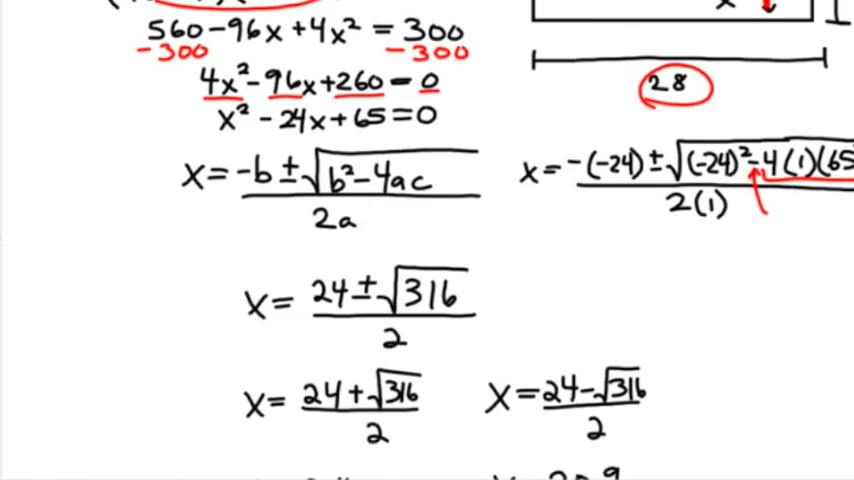 560-96x+4x² = 300
-300 -300
4x²-96x+260 = 0
x²-24x+65=0
x
28
x= -b±√b²-4ac / 2a
x= -(-24)±√(-24)²-4(1)(65 / 2(1)
x= 24±√316 / 2
x= 24+√316 / 2
x= 24-√316 / 2